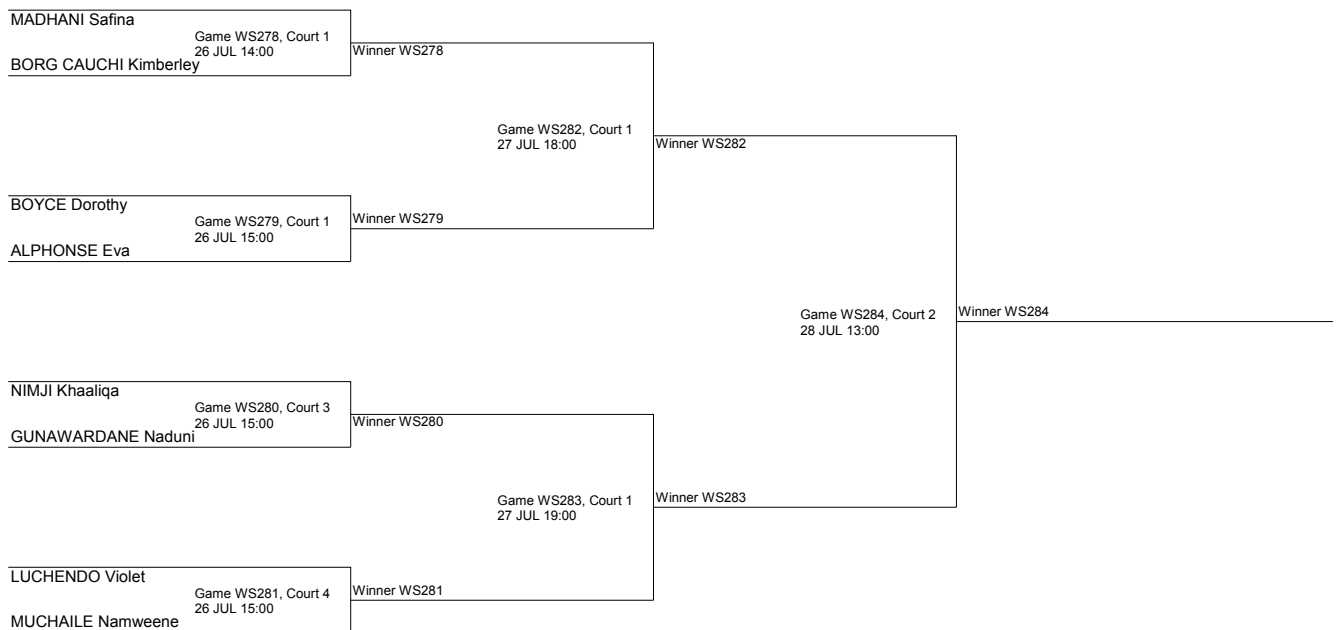 MADHANI Safina
Game WS278, Court 1
26 JUL 14:00
Winner WS278
BORG CAUCHI Kimberley
Game WS282, Court 1
27 JUL 18:00
Winner WS282
BOYCE Dorothy
Game WS279, Court 1
26 JUL 15:00
Winner WS279
ALPHONSE Eva
Game WS284, Court 2
28 JUL 13:00
Winner WS284
NIMJI Khaaliqa
Game WS280, Court 3
26 JUL 15:00
Winner WS280
GUNAWARDANE Naduni
Game WS283, Court 1
27 JUL 19:00
Winner WS283
LUCHENDO Violet
Game WS281, Court 4
26 JUL 15:00
Winner WS281
MUCHAILE Namweene